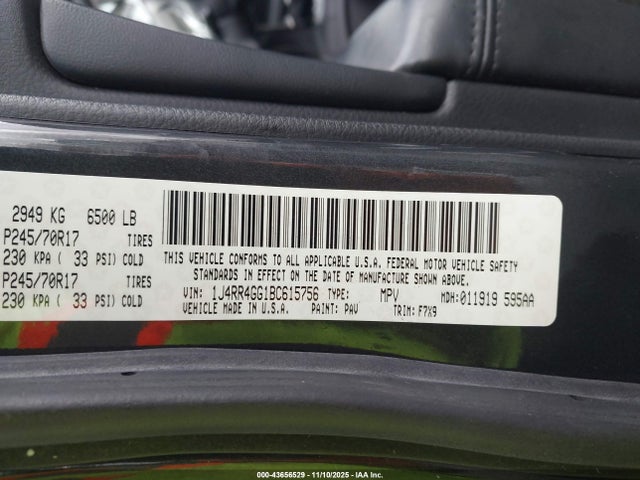 2949 KG 6500 LB
P245/70R17 TIRES
230 KPA ( 33 PSI) COLD
P245/70R17 TIRES
230 KPA ( 33 PSI) COLD
THIS VEHICLE CONFORMS TO ALL APPLICABLE U.S.A. FEDERAL MOTOR VEHICLE SAFETY
STANDARDS IN EFFECT ON THE DATE OF MANUFACTURE SHOWN ABOVE.
VIN: 1J4RR4GG1BC615756 TYPE: MPV MDH: 011919 595AA
VEHICLE MADE IN U.S.A. PAINT: PAV TRIM: F7X9
000-43656529 - 11/10/2025 - IAA Inc.